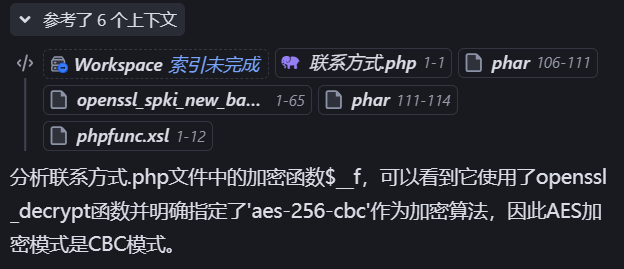 参考了 6 个上下文
Workspace 索引未完成 联系方式.php 1-1 phar 106-111
openssl_spki_new_ba... 1-65 phar 111-114
phpfunc.xsl 1-12
分析联系方式.php文件中的加密函数$__f，可以看到它使用了openssl
_decrypt函数并明确指定了'aes-256-cbc'作为加密算法，因此AES加
密模式是CBC模式。